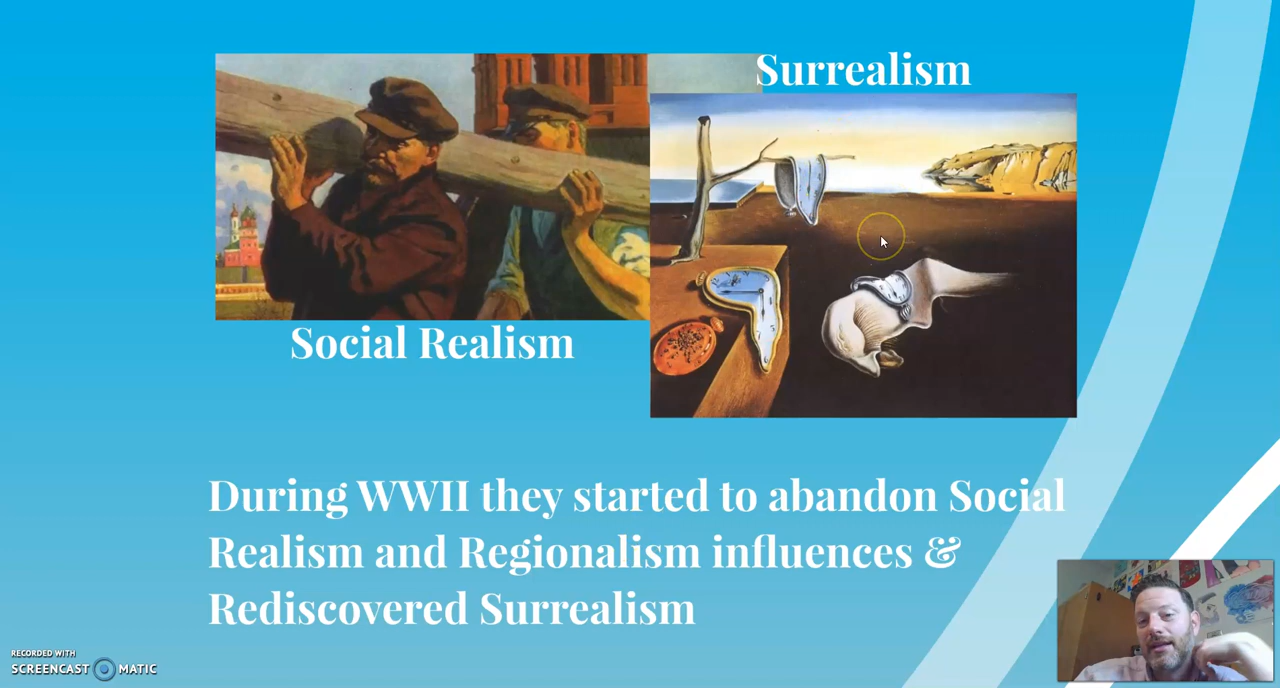 Surrealism
Social Realism
During WWII they started to abandon Social
Realism and Regionalism influences &
Rediscovered Surrealism
RECORDED WITH
SCREENCAST MATIC